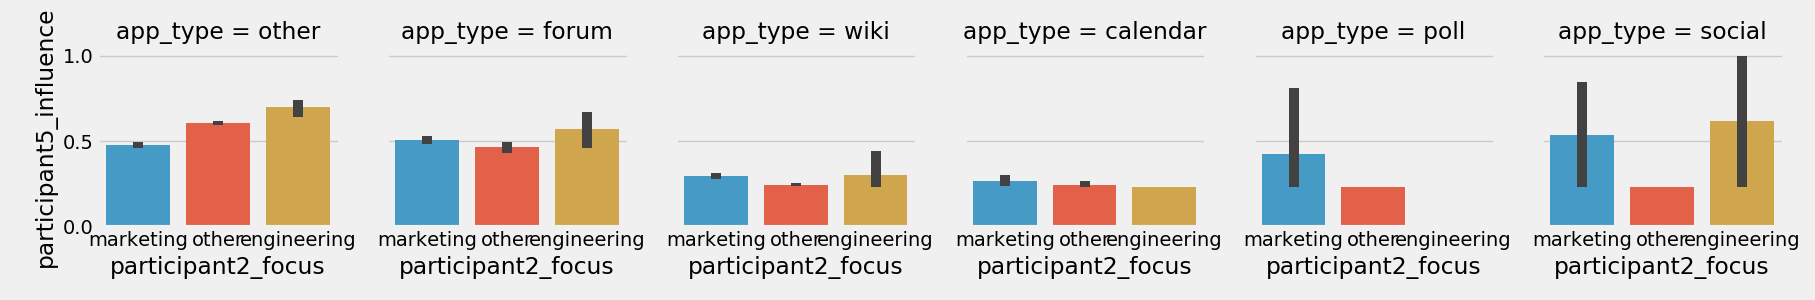 app_type = other app_type = forum app_type = wiki app_type = calendar app_type = poll app_type = social
participant5_influence
1.0
0.5
0.0
marketing other engineering marketing other engineering marketing other engineering marketing other engineering marketing other engineering marketing other engineering
participant2_focus participant2_focus participant2_focus participant2_focus participant2_focus participant2_focus